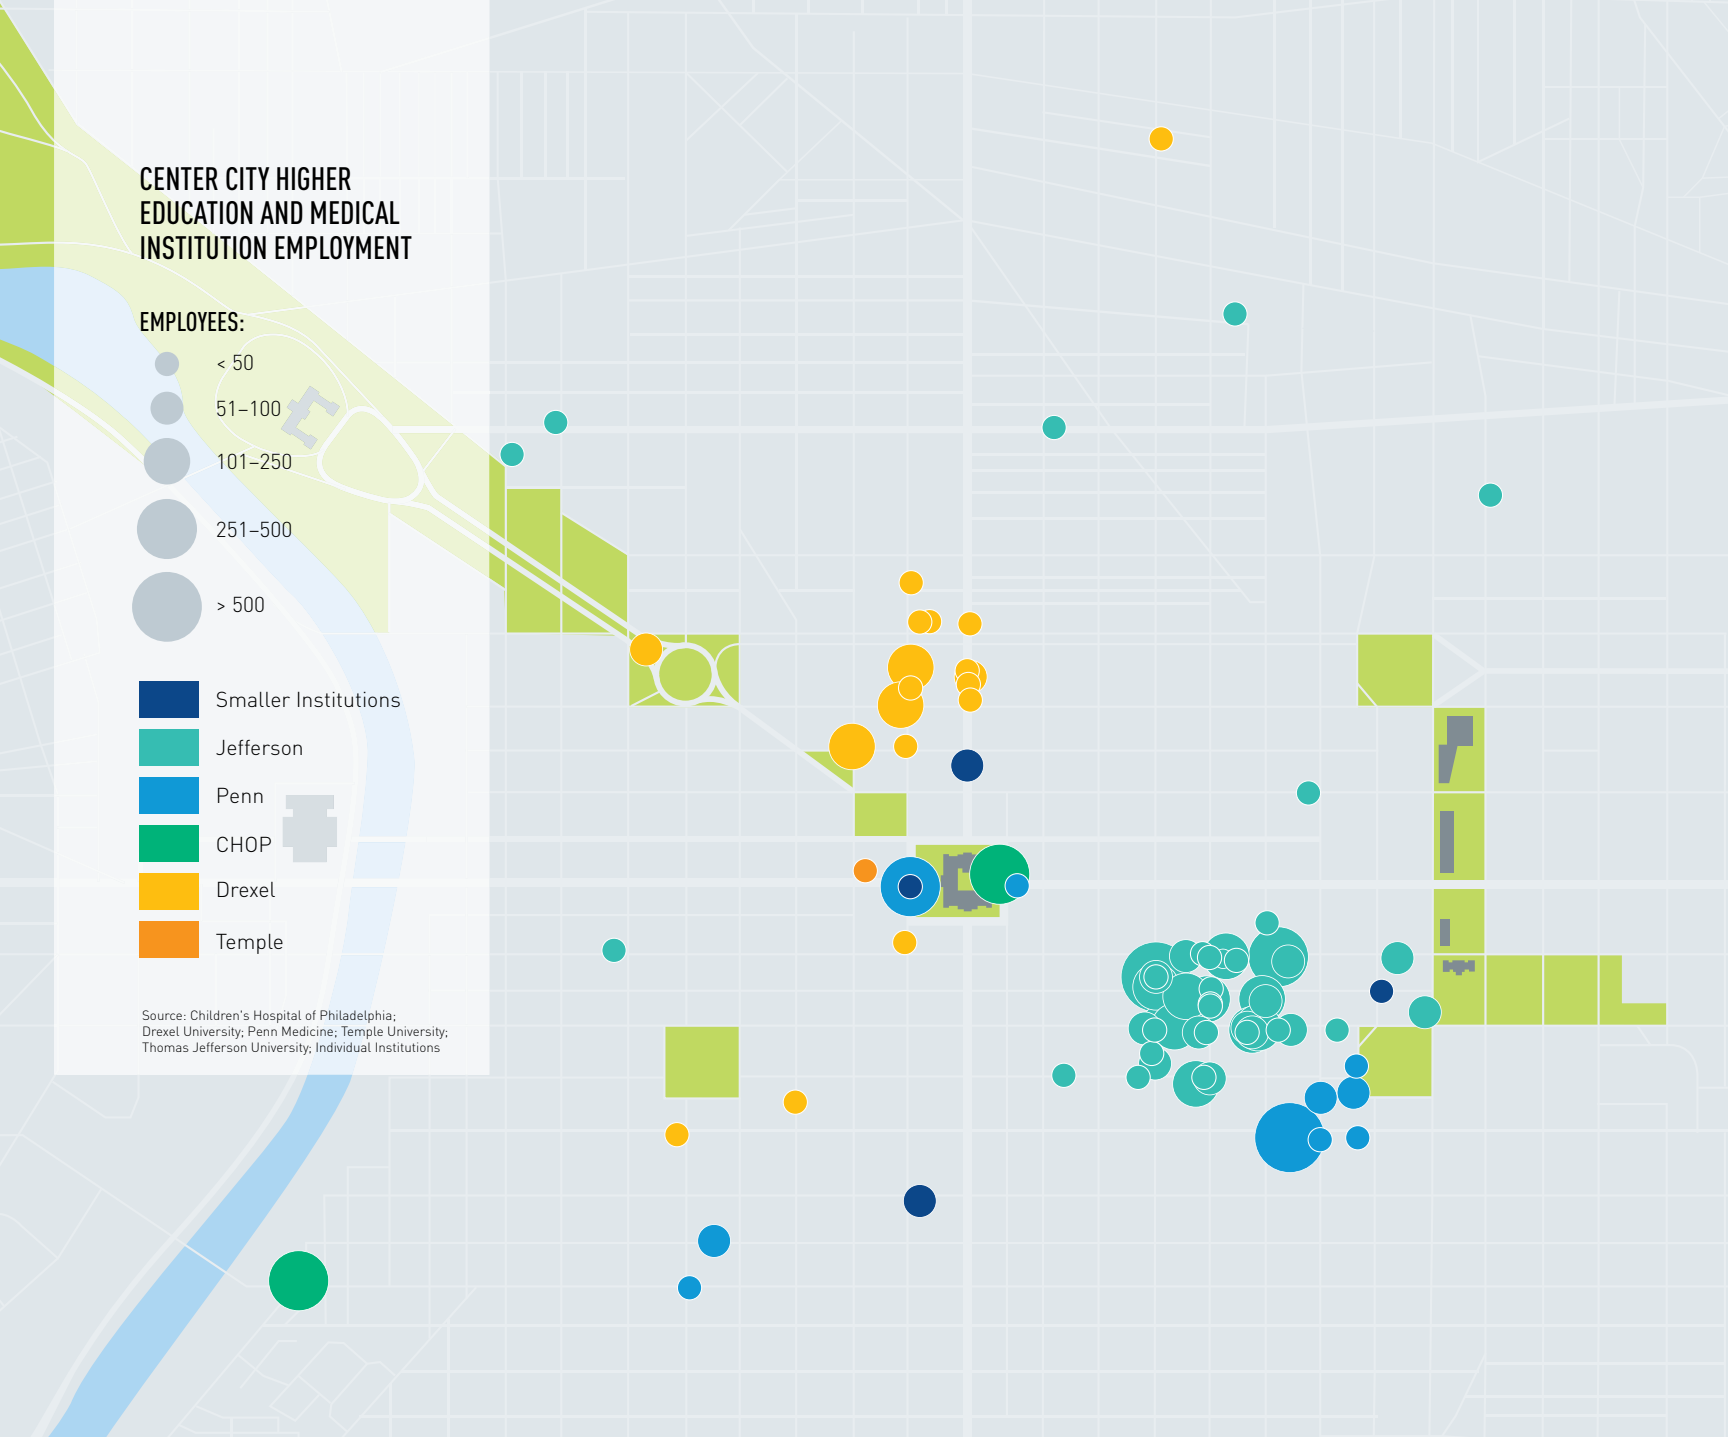 CENTER CITY HIGHER
EDUCATION AND MEDICAL
INSTITUTION EMPLOYMENT
EMPLOYEES:
< 50
51–100
101–250
251–500
> 500
Smaller Institutions
Jefferson
Penn
CHOP
Drexel
Temple
Source: Children's Hospital of Philadelphia;
Drexel University; Penn Medicine; Temple University;
Thomas Jefferson University; Individual Institutions